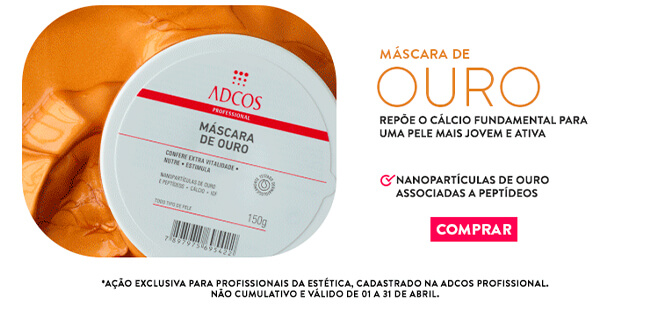 ADCOS
PROFESSIONAL
MÁSCARA
DE OURO
CONFERE EXTRA VITALIDADE •
NUTRE • ESTIMULA
NANOPARTÍCULAS DE OURO
E PEPTÍDEOS + CÁLCIO + IGF
TODO TIPO DE PELE
150g
7 897975 695422
MÁSCARA DE
OURO
REPÕE O CÁLCIO FUNDAMENTAL PARA
UMA PELE MAIS JOVEM E ATIVA
NANOPARTÍCULAS DE OURO
ASSOCIADAS A PEPTÍDEOS
COMPRAR
*AÇÃO EXCLUSIVA PARA PROFISSIONAIS DA ESTÉTICA, CADASTRADO NA ADCOS PROFISSIONAL.
NÃO CUMULATIVO E VÁLIDO DE 01 A 31 DE ABRIL.